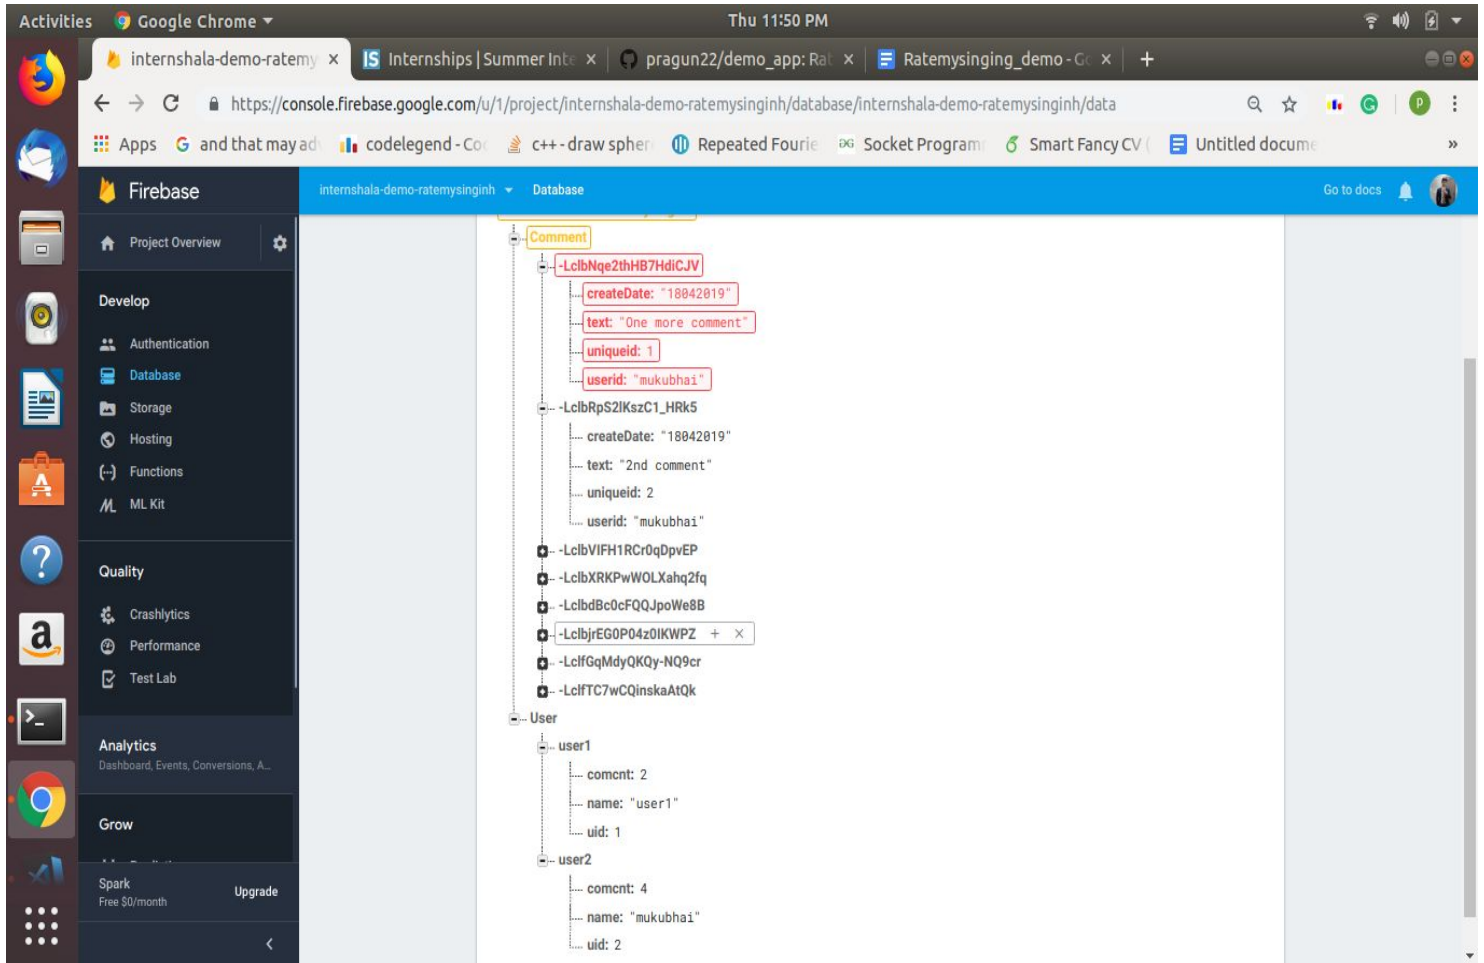 Activities Google Chrome Thu 11:50 PM
internshala-demo-ratemy IS Internships | Summer Inte pragun22/demo_app: Rat Ratemysinging_demo - Go
https://console.firebase.google.com/u/1/project/internshala-demo-ratemysinginh/database/internshala-demo-ratemysinginh/data P
Apps G and that may adv codelegend - Co c++ - draw spher Repeated Fourie DG Socket Program Smart Fancy CV ( Untitled docume »
Firebase internshala-demo-ratemysinginh Database Go to docs
Project Overview
Develop
Authentication
Database
Storage
Hosting
Functions
ML Kit
Quality
Crashlytics
Performance
Test Lab
Analytics
Dashboard, Events, Conversions, A...
Grow
Spark
Free $0/month
Upgrade
Comment
-LclbNqe2thHB7HdiCJV
createDate: "18042019"
text: "One more comment"
uniqueid: 1
userid: "mukubhai"
-LclbRpS2lKszC1_HRk5
createDate: "18042019"
text: "2nd comment"
uniqueid: 2
userid: "mukubhai"
-LclbVIFH1RCr0qDpvEP
-LclbXRKPwWOLXahq2fq
-LclbdBc0cFQQJpoWe8B
-LclbjrEG0P04z0IKWPZ + ×
-LclfGqMdyQKQy-NQ9cr
-LclfTC7wCQinskaAtQk
User
user1
comcnt: 2
name: "user1"
uid: 1
user2
comcnt: 4
name: "mukubhai"
uid: 2